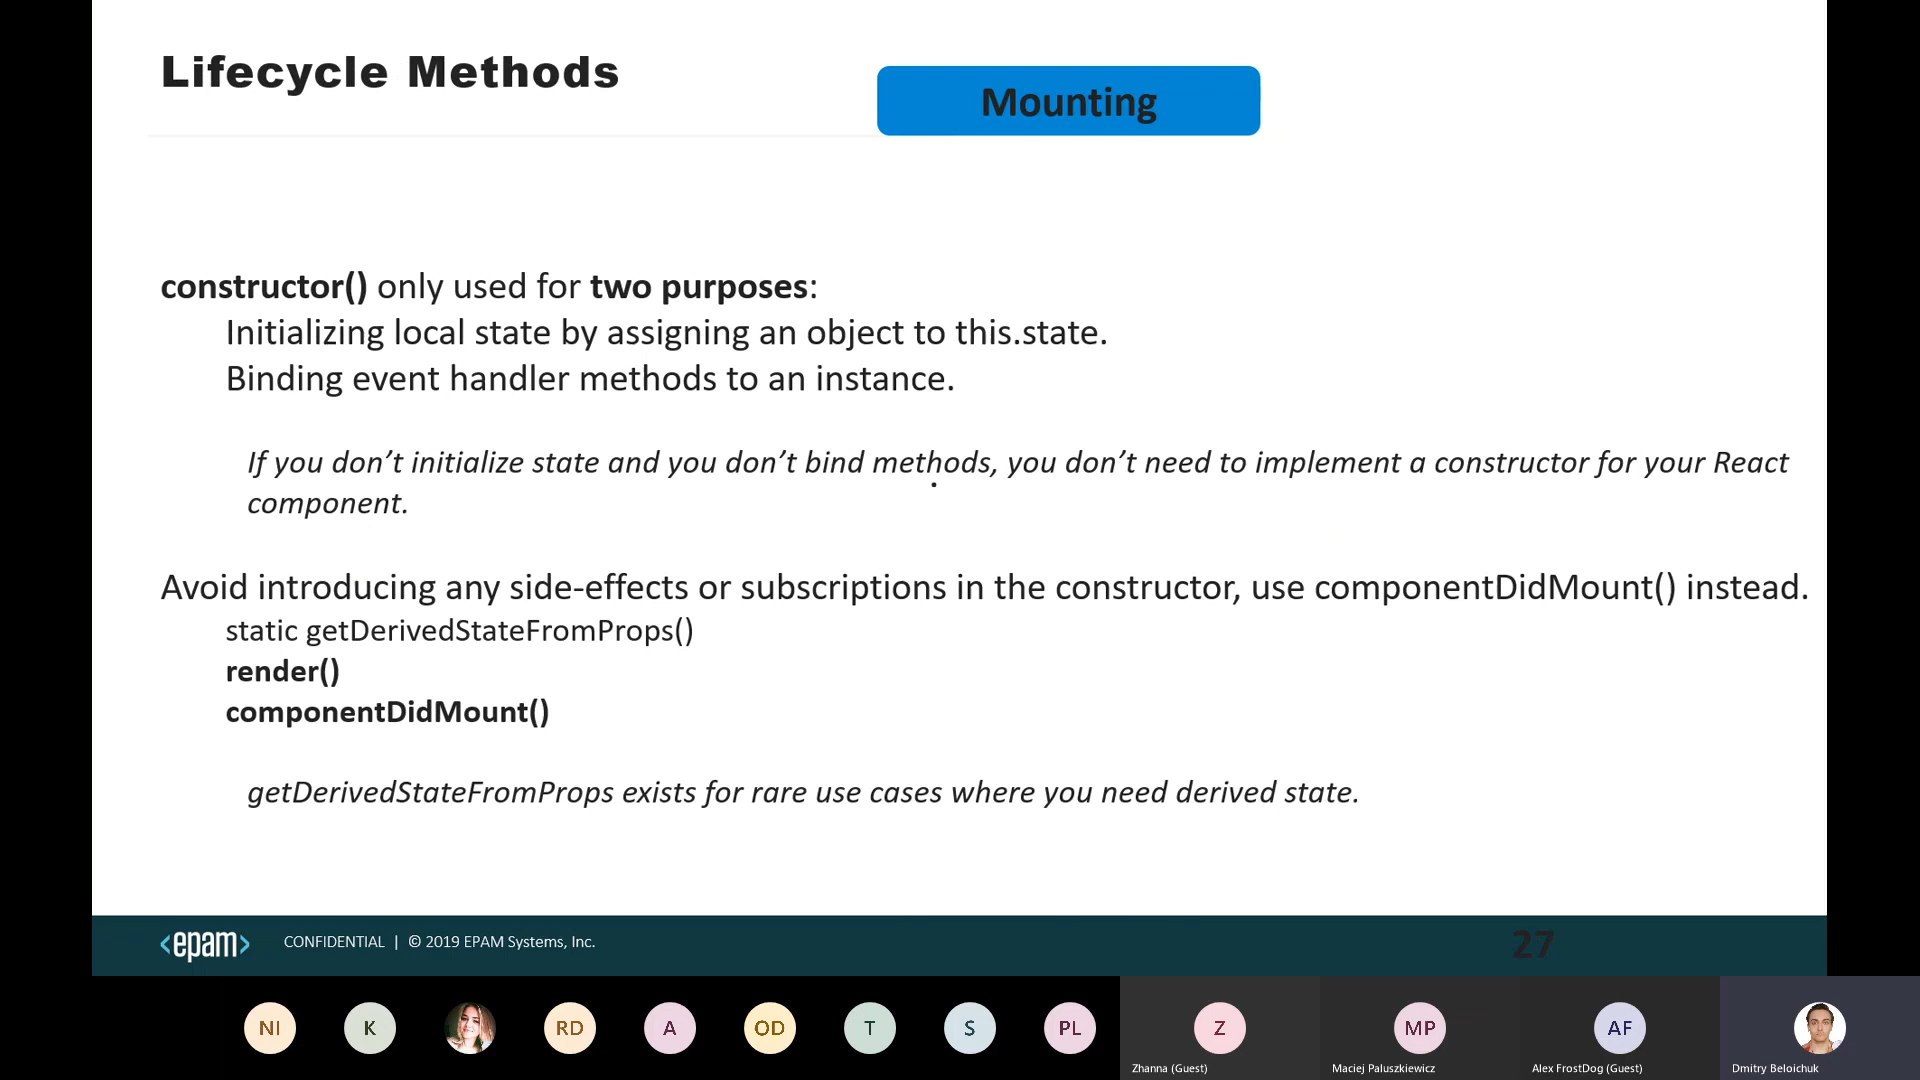 Lifecycle Methods
Mounting
constructor() only used for two purposes:
Initializing local state by assigning an object to this.state.
Binding event handler methods to an instance.
If you don’t initialize state and you don’t bind methods, you don’t need to implement a constructor for your React
component.
Avoid introducing any side-effects or subscriptions in the constructor, use componentDidMount() instead.
static getDerivedStateFromProps()
render()
componentDidMount()
getDerivedStateFromProps exists for rare use cases where you need derived state.
<epam> CONFIDENTIAL | © 2019 EPAM Systems, Inc. 27
NI K RD A OD T S PL Z MP AF
Zhanna (Guest) Maciej Paluszkiewicz Alex FrostDog (Guest) Dmitry Beloichuk